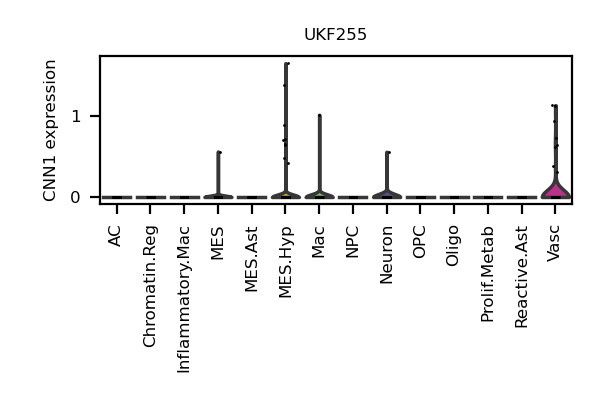 UKF255
CNN1 expression
1
0
AC
Chromatin.Reg
Inflammatory.Mac
MES
MES.Ast
MES.Hyp
Mac
NPC
Neuron
OPC
Oligo
Prolif.Metab
Reactive.Ast
Vasc